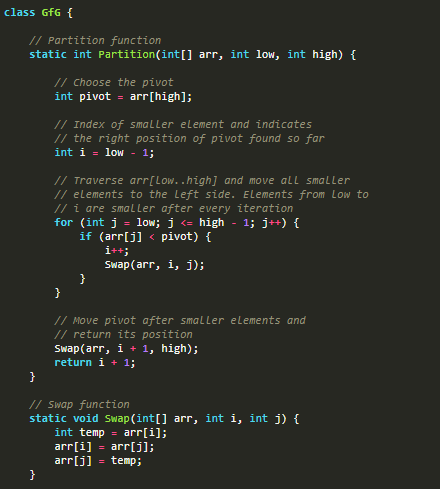 class GfG {
// Partition function
static int Partition(int[] arr, int low, int high) {
// Choose the pivot
int pivot = arr[high];
// Index of smaller element and indicates
// the right position of pivot found so far
int i = low - 1;
// Traverse arr[low..high] and move all smaller
// elements to the left side. Elements from low to
// i are smaller after every iteration
for (int j = low; j <= high - 1; j++) {
if (arr[j] < pivot) {
i++;
Swap(arr, i, j);
}
}
// Move pivot after smaller elements and
// return its position
Swap(arr, i + 1, high);
return i + 1;
}
// Swap function
static void Swap(int[] arr, int i, int j) {
int temp = arr[i];
arr[i] = arr[j];
arr[j] = temp;
}